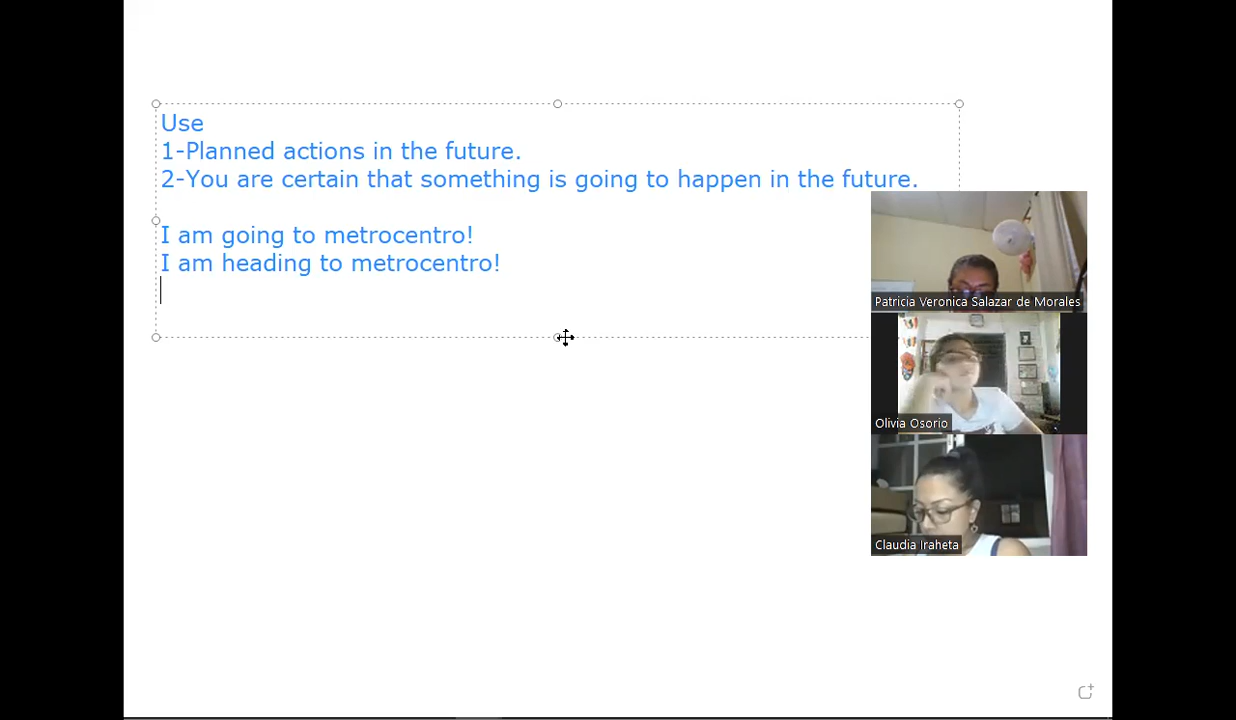 Use
1-Planned actions in the future.
2-You are certain that something is going to happen in the future.
I am going to metrocentro!
I am heading to metrocentro!
Patricia Veronica Salazar de Morales
Olivia Osorio
Claudia Iraheta